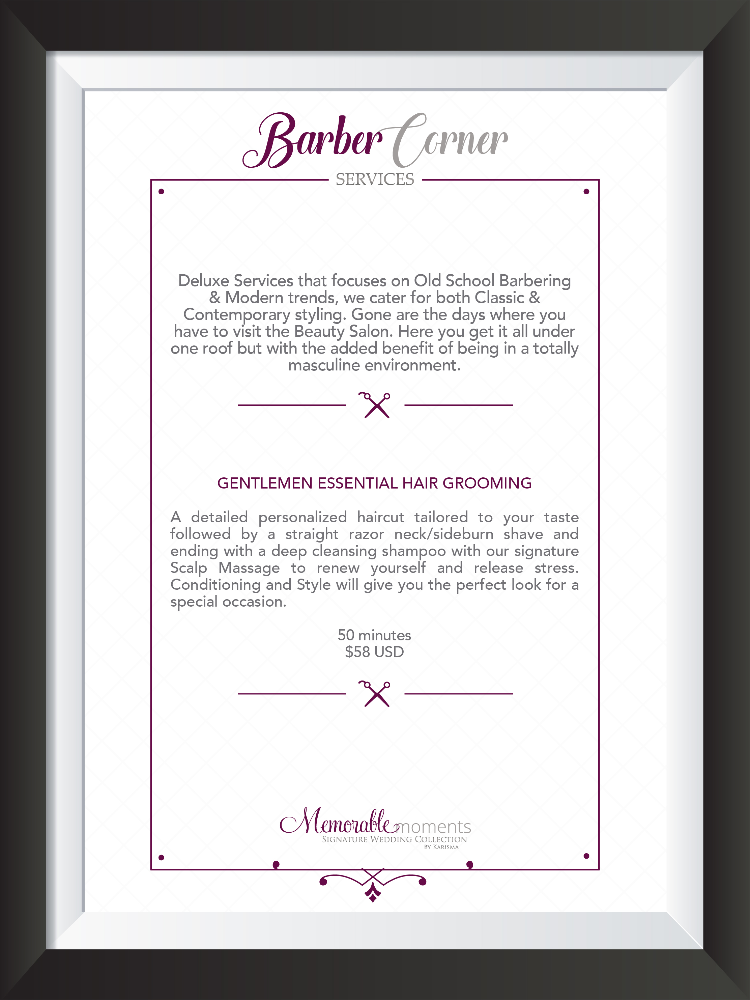 Barber Corner
SERVICES
Deluxe Services that focuses on Old School Barbering
& Modern trends, we cater for both Classic &
Contemporary styling. Gone are the days where you
have to visit the Beauty Salon. Here you get it all under
one roof but with the added benefit of being in a totally
masculine environment.
GENTLEMEN ESSENTIAL HAIR GROOMING
A detailed personalized haircut tailored to your taste
followed by a straight razor neck/sideburn shave and
ending with a deep cleansing shampoo with our signature
Scalp Massage to renew yourself and release stress.
Conditioning and Style will give you the perfect look for a
special occasion.
50 minutes
$58 USD
Memorable moments
SIGNATURE WEDDING COLLECTION
BY KARISMA